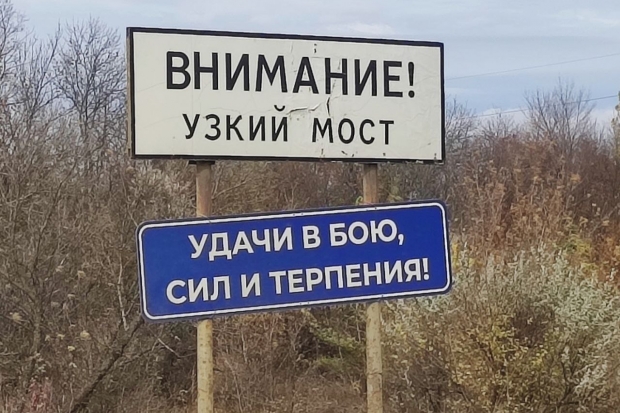 ВНИМАНИЕ!
УЗКИЙ МОСТ
УДАЧИ В БОЮ,
СИЛ И ТЕРПЕНИЯ!